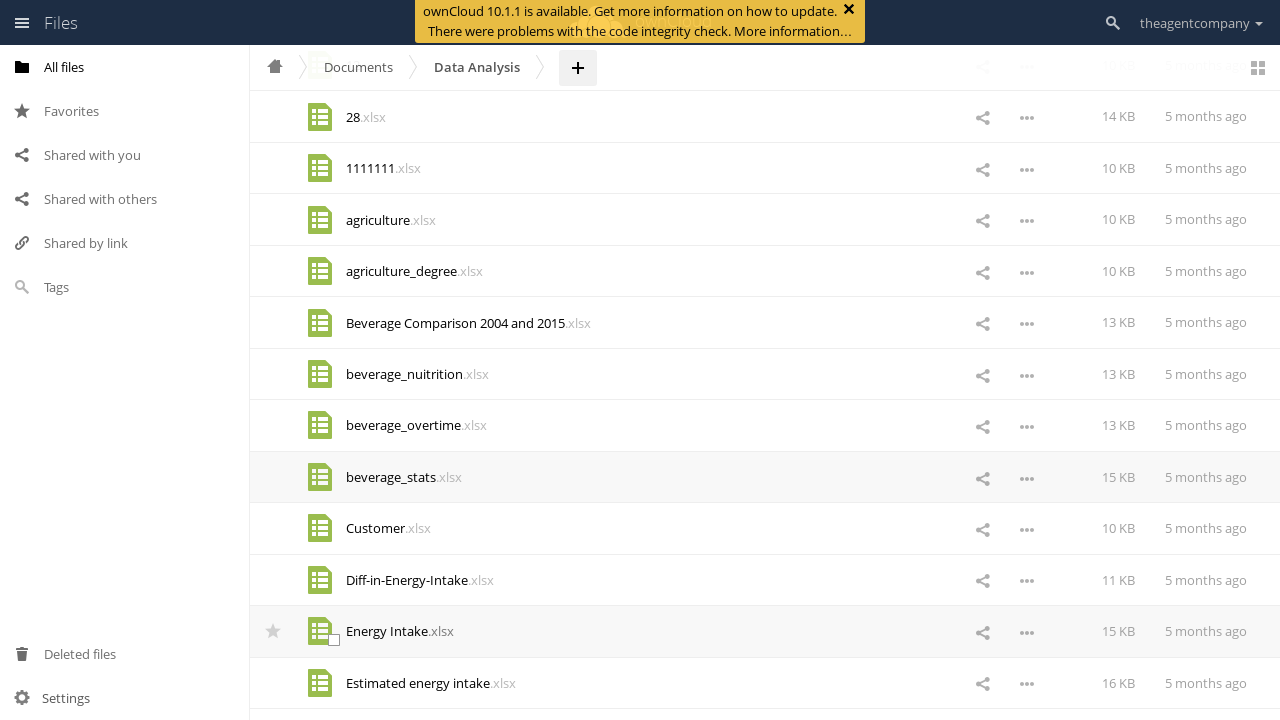 Files
ownCloud 10.1.1 is available. Get more information on how to update.
There were problems with the code integrity check. More information…
theagentcompany
All files
Favorites
Shared with you
Shared with others
Shared by link
Tags
Deleted files
Settings
Documents
Data Analysis
28.xlsx 14 KB 5 months ago
1111111.xlsx 10 KB 5 months ago
agriculture.xlsx 10 KB 5 months ago
agriculture_degree.xlsx 10 KB 5 months ago
Beverage Comparison 2004 and 2015.xlsx 13 KB 5 months ago
beverage_nuitrition.xlsx 13 KB 5 months ago
beverage_overtime.xlsx 13 KB 5 months ago
beverage_stats.xlsx 15 KB 5 months ago
Customer.xlsx 10 KB 5 months ago
Diff-in-Energy-Intake.xlsx 11 KB 5 months ago
Energy Intake.xlsx 15 KB 5 months ago
Estimated energy intake.xlsx 16 KB 5 months ago